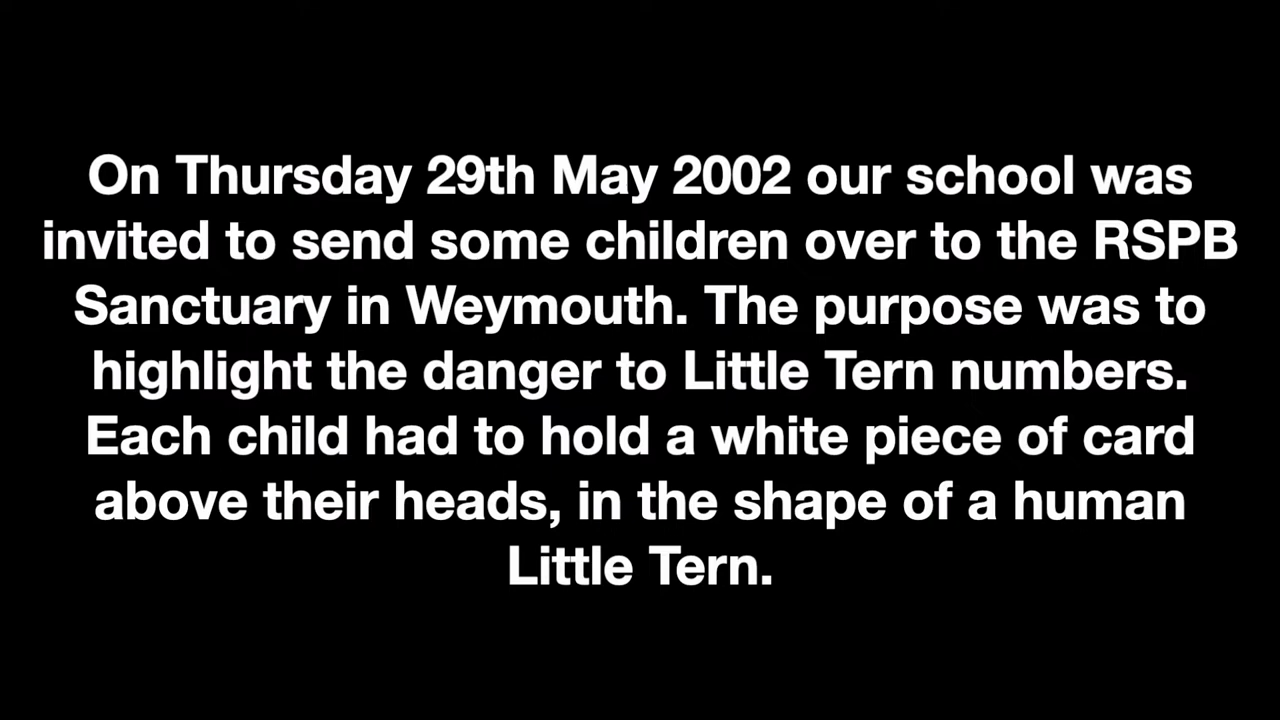 On Thursday 29th May 2002 our school was
invited to send some children over to the RSPB
Sanctuary in Weymouth. The purpose was to
highlight the danger to Little Tern numbers.
Each child had to hold a white piece of card
above their heads, in the shape of a human
Little Tern.